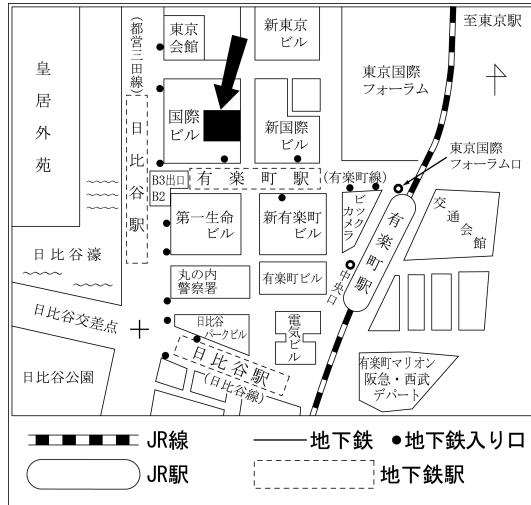 至東京駅
(都営三田線)
東京
会館
新東京
ビル
皇居外苑
東京国際
フォーラム
国際
ビル
新国際
ビル
日比谷駅
東京国際
フォーラム口
B3出口
B2
有楽町駅
(有楽町線)
ビックカメラ
交通会館
第一生命
ビル
新有楽町
ビル
有楽町駅
日比谷濠
丸の内
警察署
有楽町ビル
中央口
日比谷交差点
日比谷
パークビル
電気ビル
日比谷駅
(日比谷線)
日比谷公園
有楽町マリオン
阪急・西武
デパート
JR線
地下鉄
地下鉄入り口
JR駅
地下鉄駅